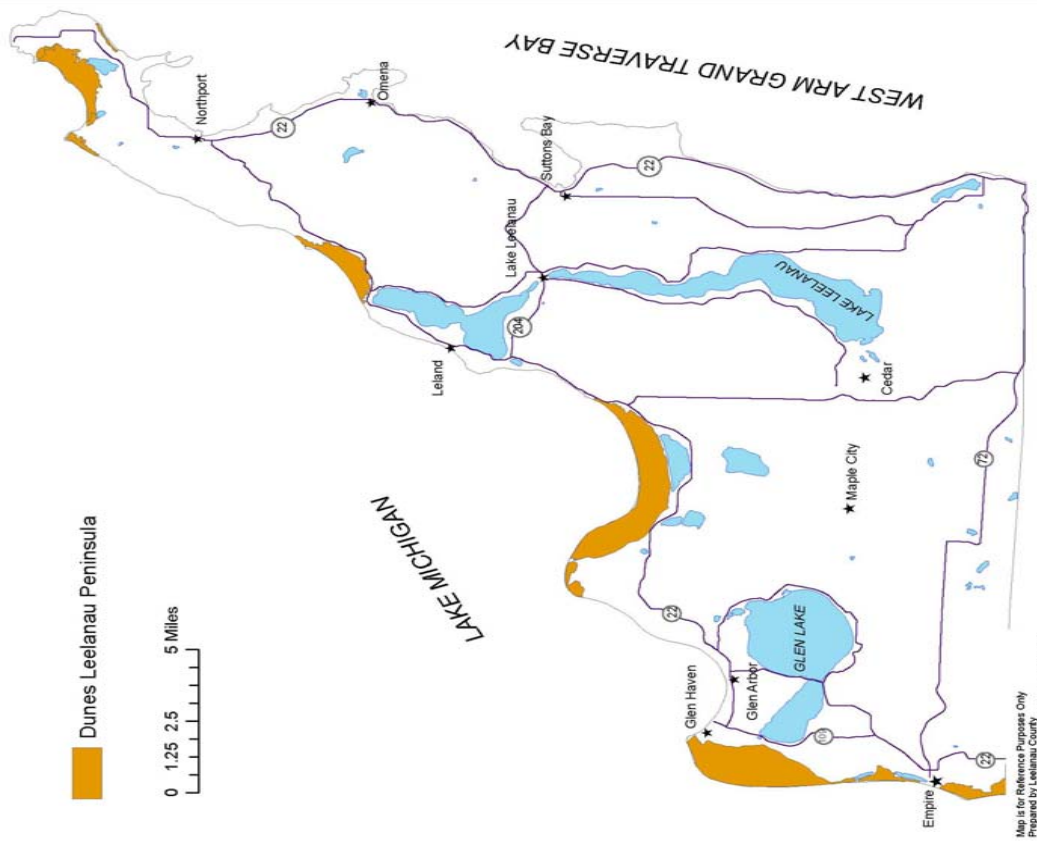 Dunes Leelanau Peninsula
0 1.25 2.5 5 Miles
LAKE MICHIGAN
WEST ARM GRAND TRAVERSE BAY
Northport
22
Omena
Suttons Bay
22
Lake Leelanau
204
Leland
LAKE LEELANAU
Cedar
Maple City
72
22
Glen Haven
Glen Arbor
GLEN LAKE
109
Empire
22
Map is for Reference Purposes Only
Prepared by Leelanau County